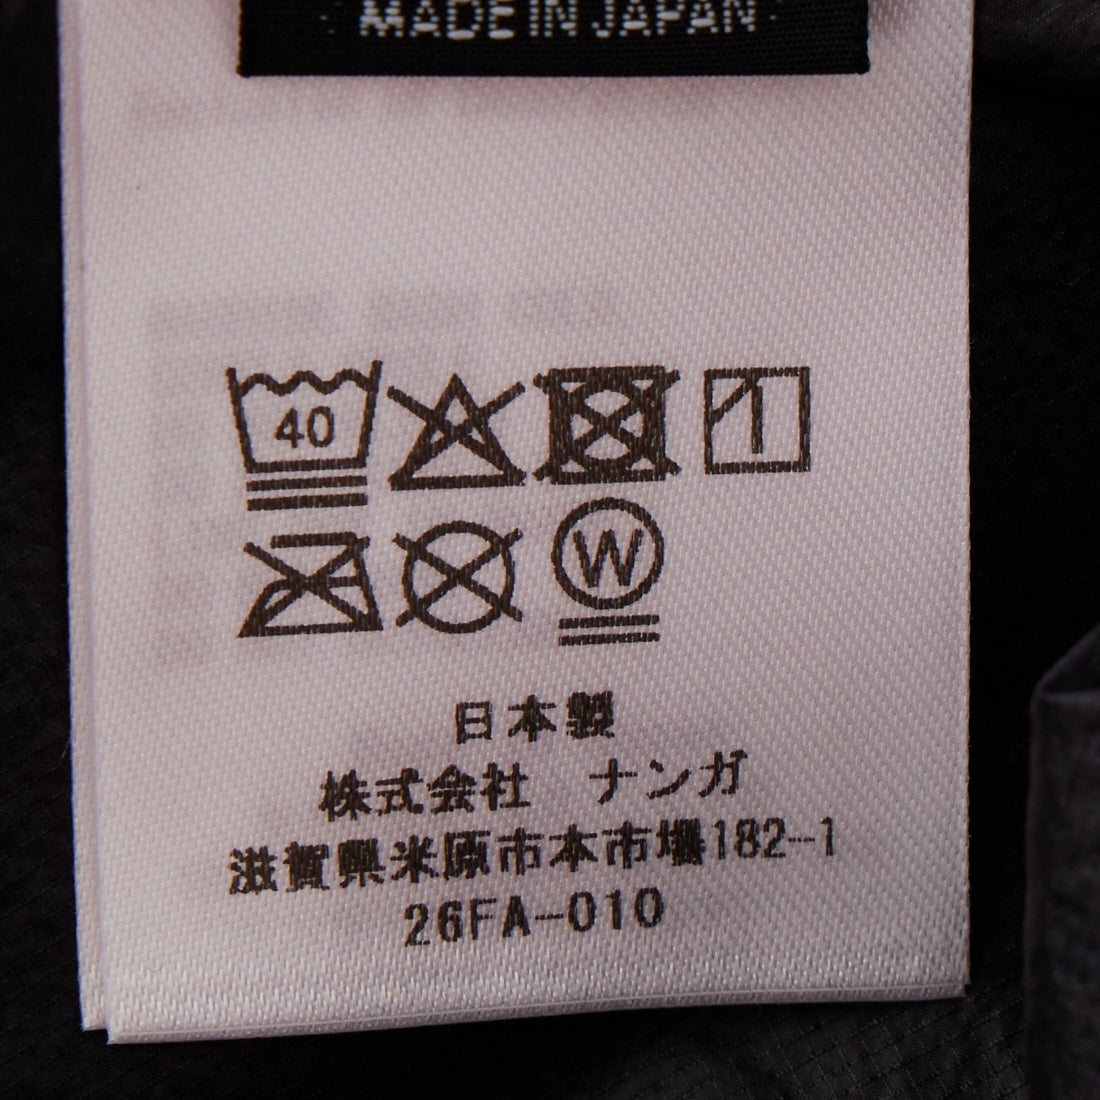 MADE IN JAPAN
40
W
日本製
株式会社　ナンガ
滋賀県米原市本市場182-1
26FA-010